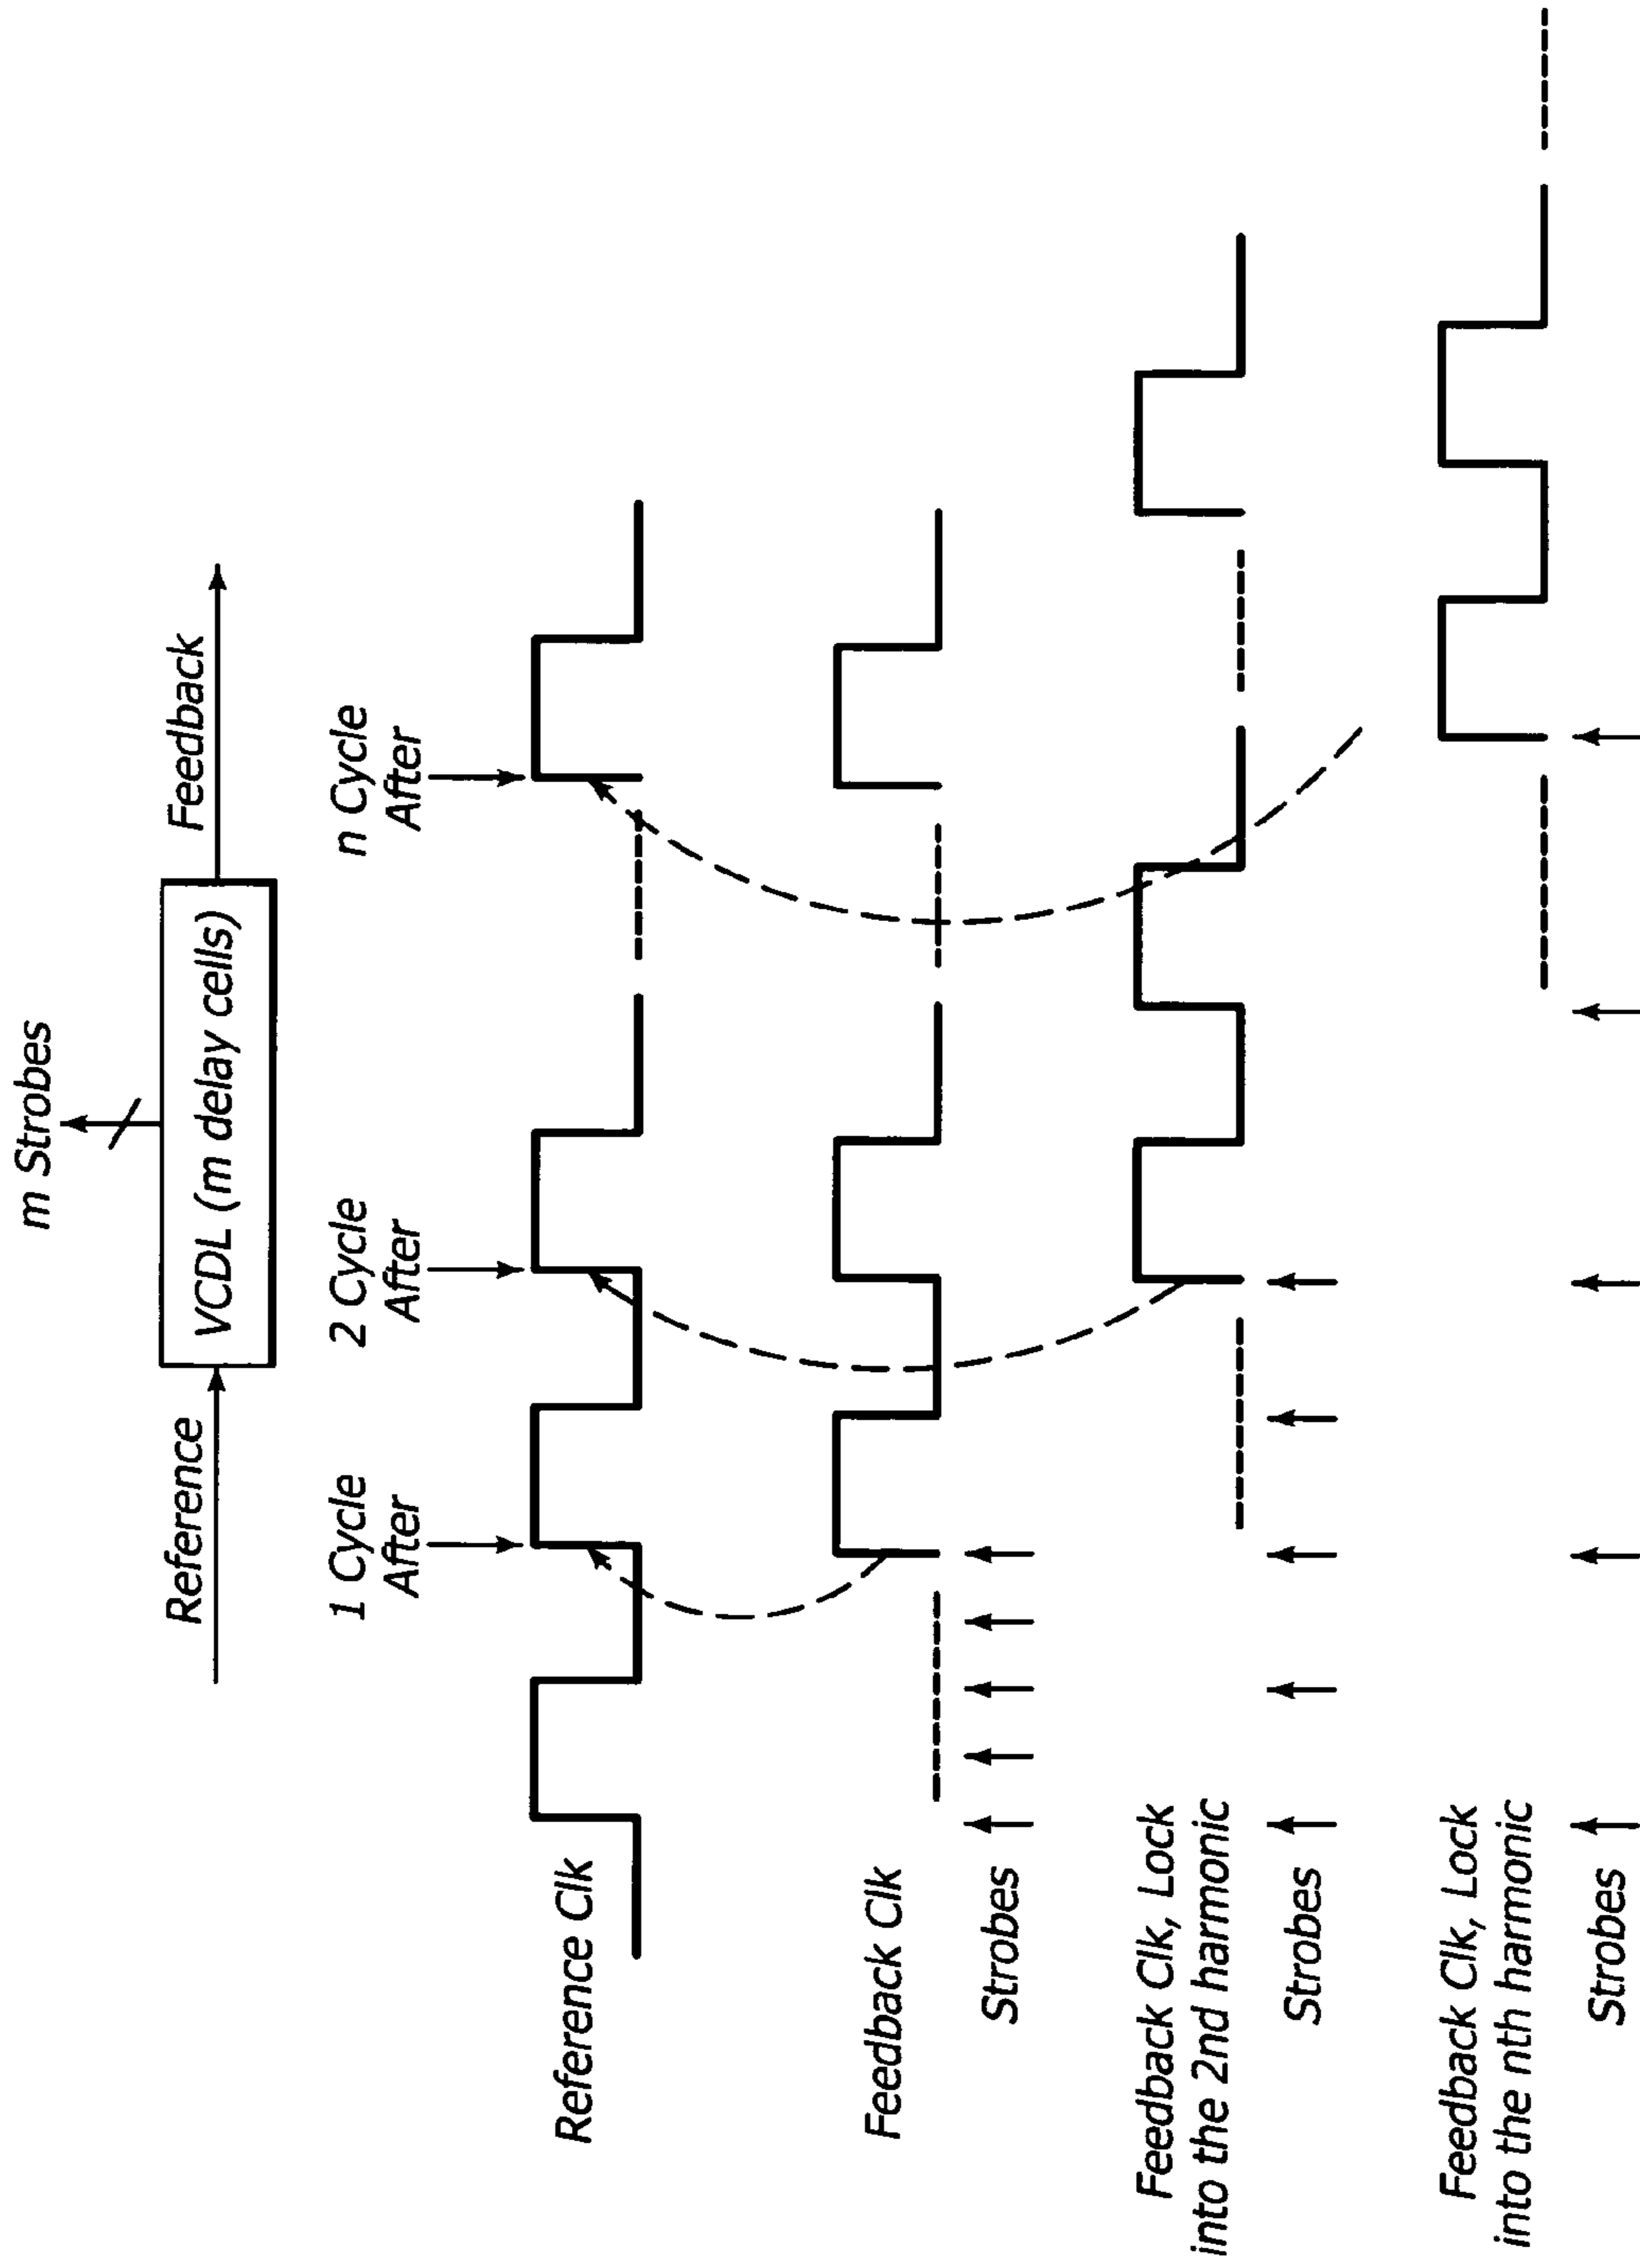 m Strobes
Reference
VCDL (m delay cells)
Feedback
1 Cycle
After
2 Cycle
After
n Cycle
After
Reference Clk
Feedback Clk
Strobes
Feedback Clk, Lock
into the 2nd harmonic
Strobes
Feedback Clk, Lock
into the nth harmonic
Strobes